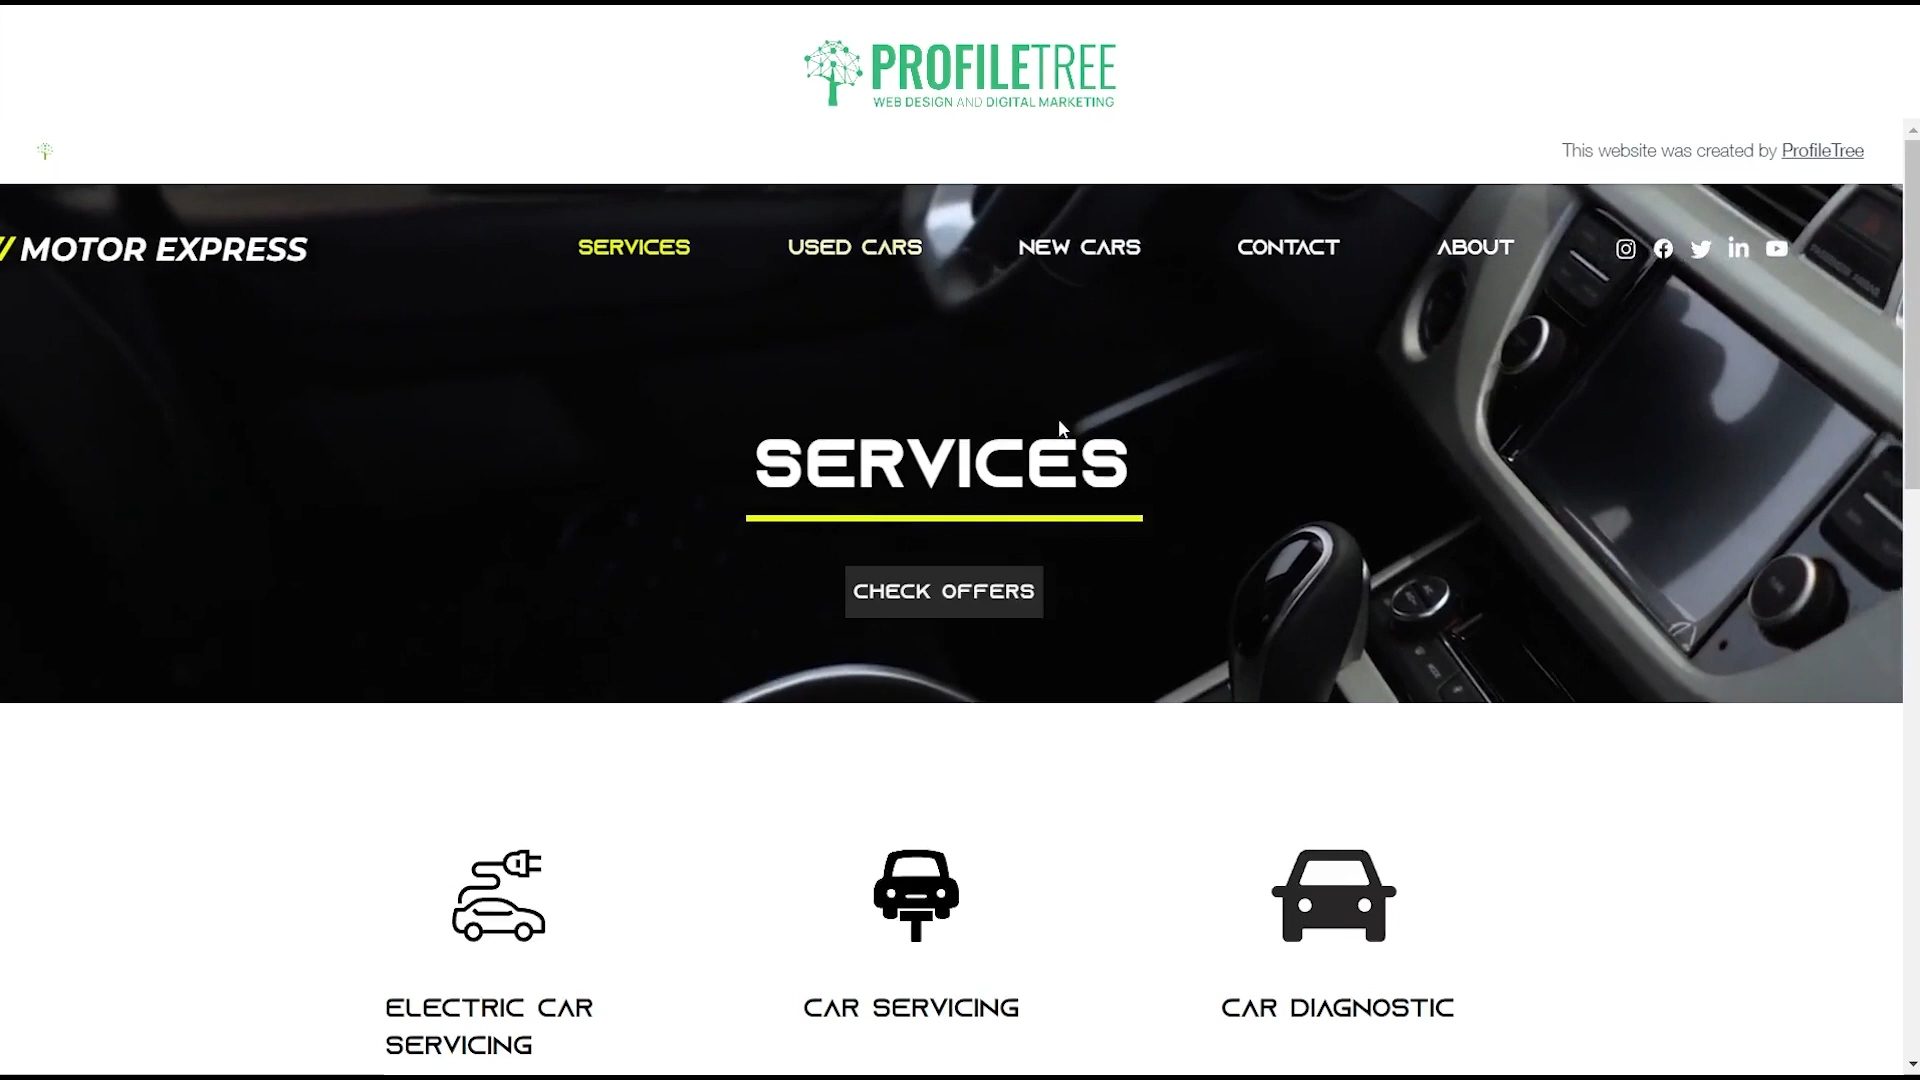 PROFILETREE
WEB DESIGN AND DIGITAL MARKETING
This website was created by ProfileTree
// MOTOR EXPRESS
SERVICES
USED CARS
NEW CARS
CONTACT
ABOUT
SERVICES
CHECK OFFERS
ELECTRIC CAR
SERVICING
CAR SERVICING
CAR DIAGNOSTIC